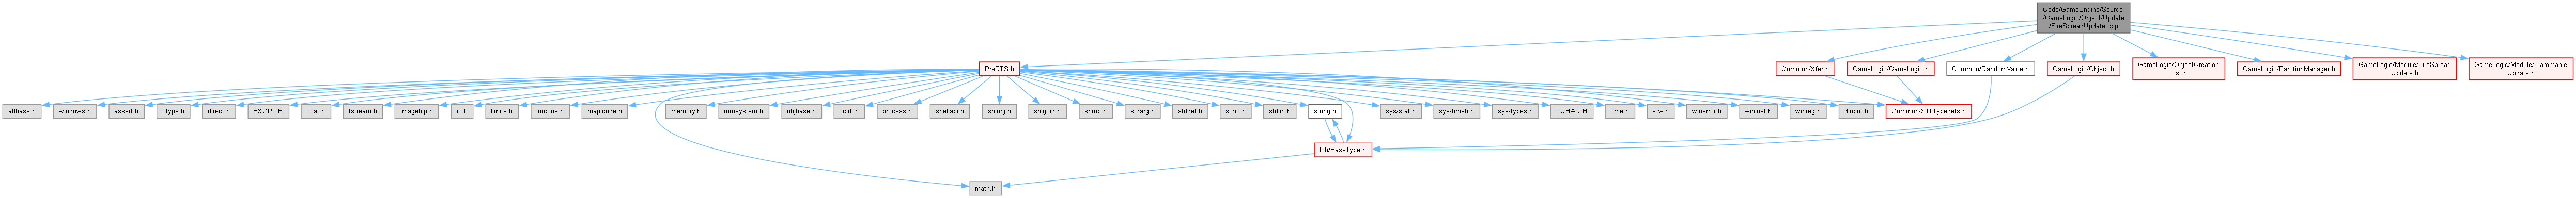 Code/GameEngine/Source
/GameLogic/Object/Update
/FireSpreadUpdate.cpp
PreRTS.h
Common/Xfer.h
GameLogic/GameLogic.h
Common/RandomValue.h
GameLogic/Object.h
GameLogic/ObjectCreation
List.h
GameLogic/PartitionManager.h
GameLogic/Module/FireSpread
Update.h
GameLogic/Module/Flammable
Update.h
atlbase.h
windows.h
assert.h
ctype.h
direct.h
EXCPT.H
float.h
fstream.h
imagehlp.h
io.h
limits.h
lmcons.h
mapicode.h
memory.h
mmsystem.h
objbase.h
ocidl.h
process.h
shellapi.h
shlobj.h
shlguid.h
snmp.h
stdarg.h
stddef.h
stdio.h
stdlib.h
string.h
sys/stat.h
sys/timeb.h
sys/types.h
TCHAR.H
time.h
vfw.h
winerror.h
wininet.h
winreg.h
dinput.h
Common/STLTypedefs.h
Lib/BaseType.h
math.h